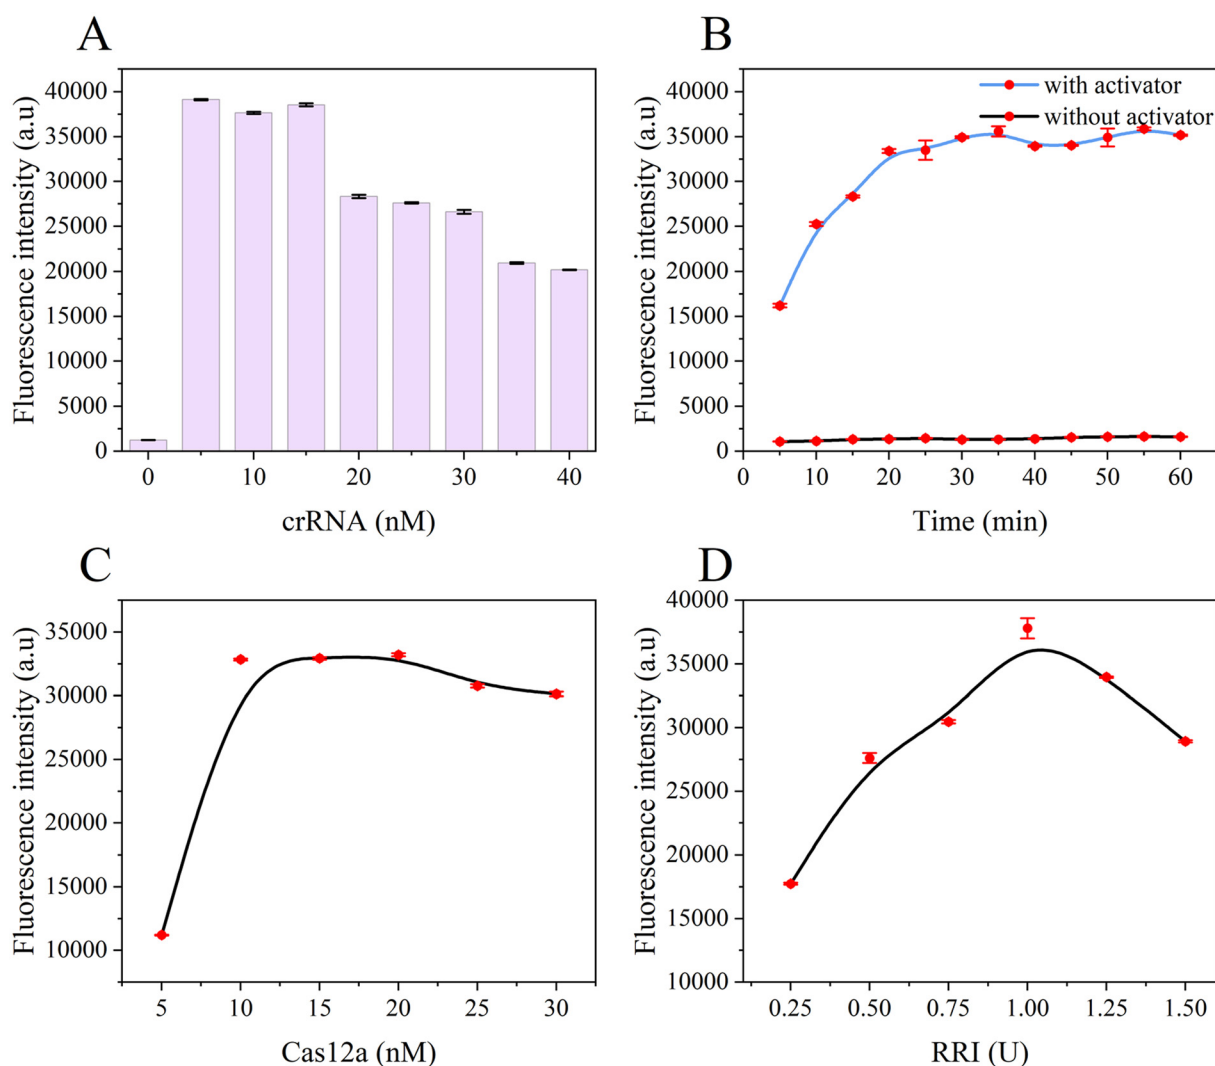 A
Fluorescence intensity (a.u)
40000
35000
30000
25000
20000
15000
10000
5000
0
0 10 20 30 40
crRNA (nM)
B
Fluorescence intensity (a.u)
with activator
without activator
40000
35000
30000
25000
20000
15000
10000
5000
0
0 10 20 30 40 50 60
Time (min)
C
Fluorescence intensity (a.u)
35000
30000
25000
20000
15000
10000
5 10 15 20 25 30
Cas12a (nM)
D
Fluorescence intensity (a.u)
40000
35000
30000
25000
20000
15000
10000
0.25 0.50 0.75 1.00 1.25 1.50
RRI (U)